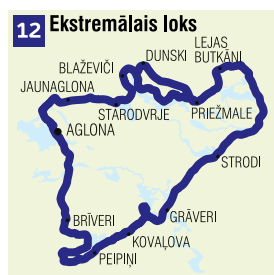 12 Ekstremālais loks
LEJAS
BUTKĀNI
DUNSKI
BLAŽEVIČI
JAUNAGLONA
STARODVRJE
PRIEŽMALE
AGLONA
STRODI
BRĪVERI
GRĀVERI
KOVAĻOVA
PEIPIŅI